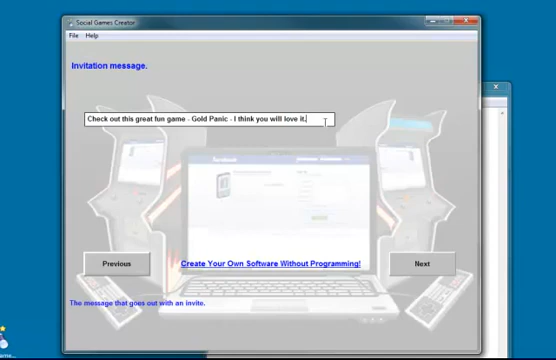 Social Games Creator
File Help
Invitation message.
Check out this great fun game - Gold Panic - I think you will love it.
facebook
Previous
Create Your Own Software Without Programming!
Next
The message that goes out with an invite.